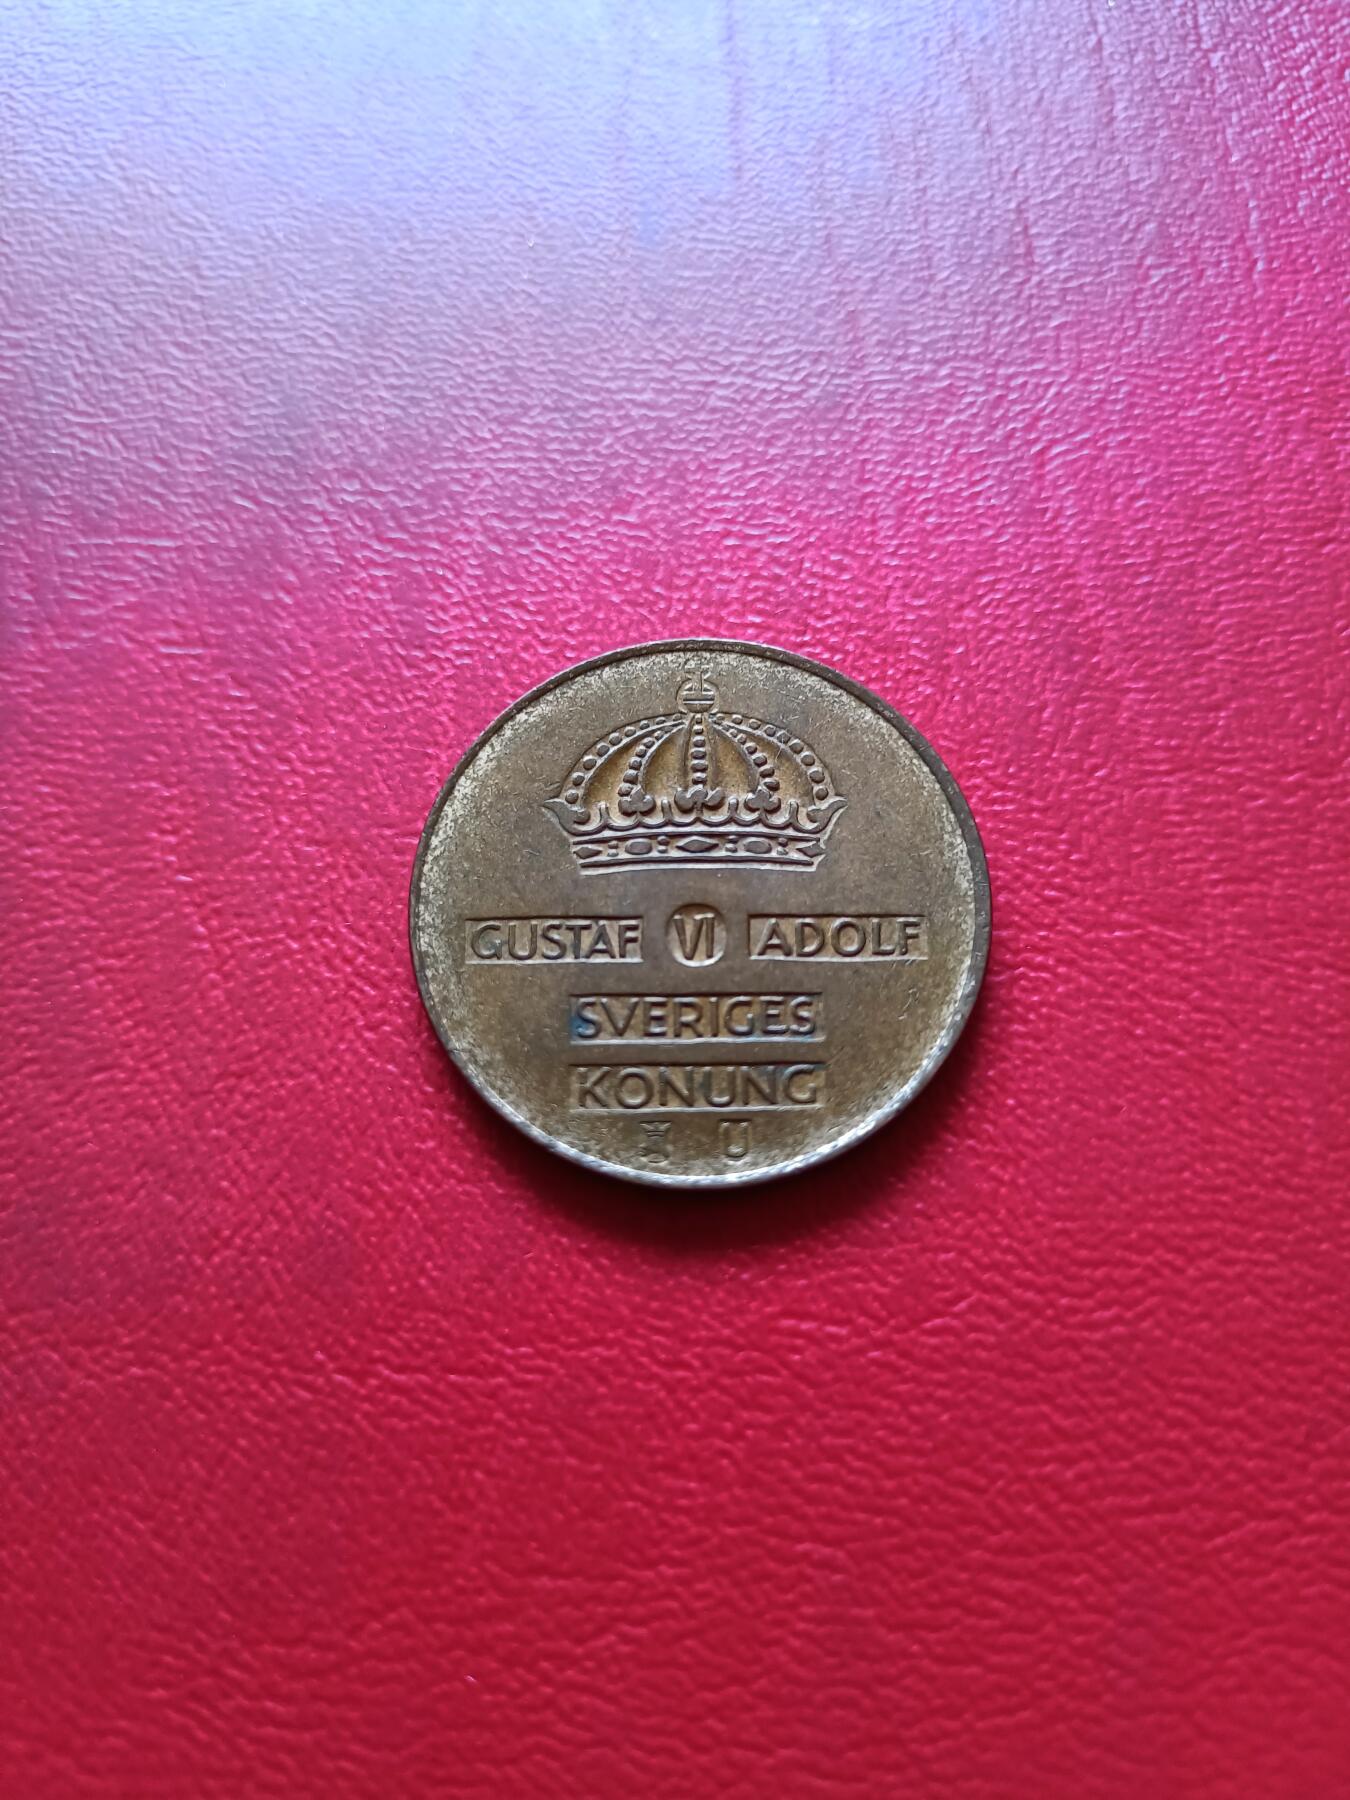 GUSTAF VI ADOLF
SVERIGES
KONUNG
U